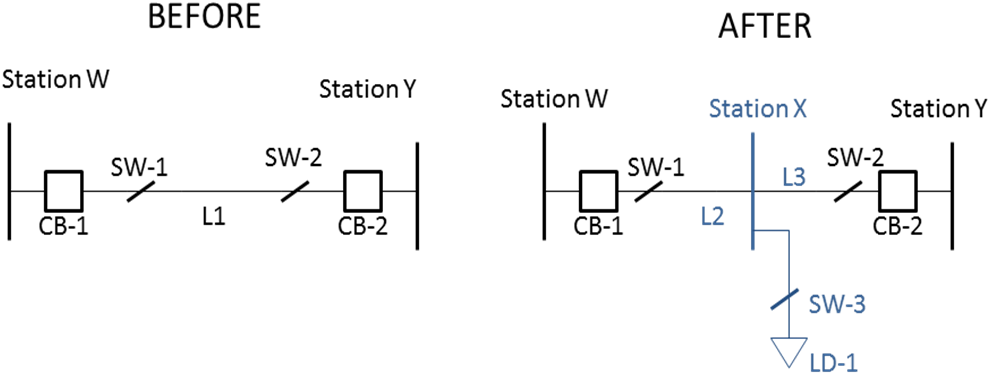 BEFORE
Station W
Station Y
SW-1
SW-2
CB-1
L1
CB-2
AFTER
Station W
Station X
Station Y
SW-1
SW-2
L3
CB-1
L2
CB-2
SW-3
LD-1